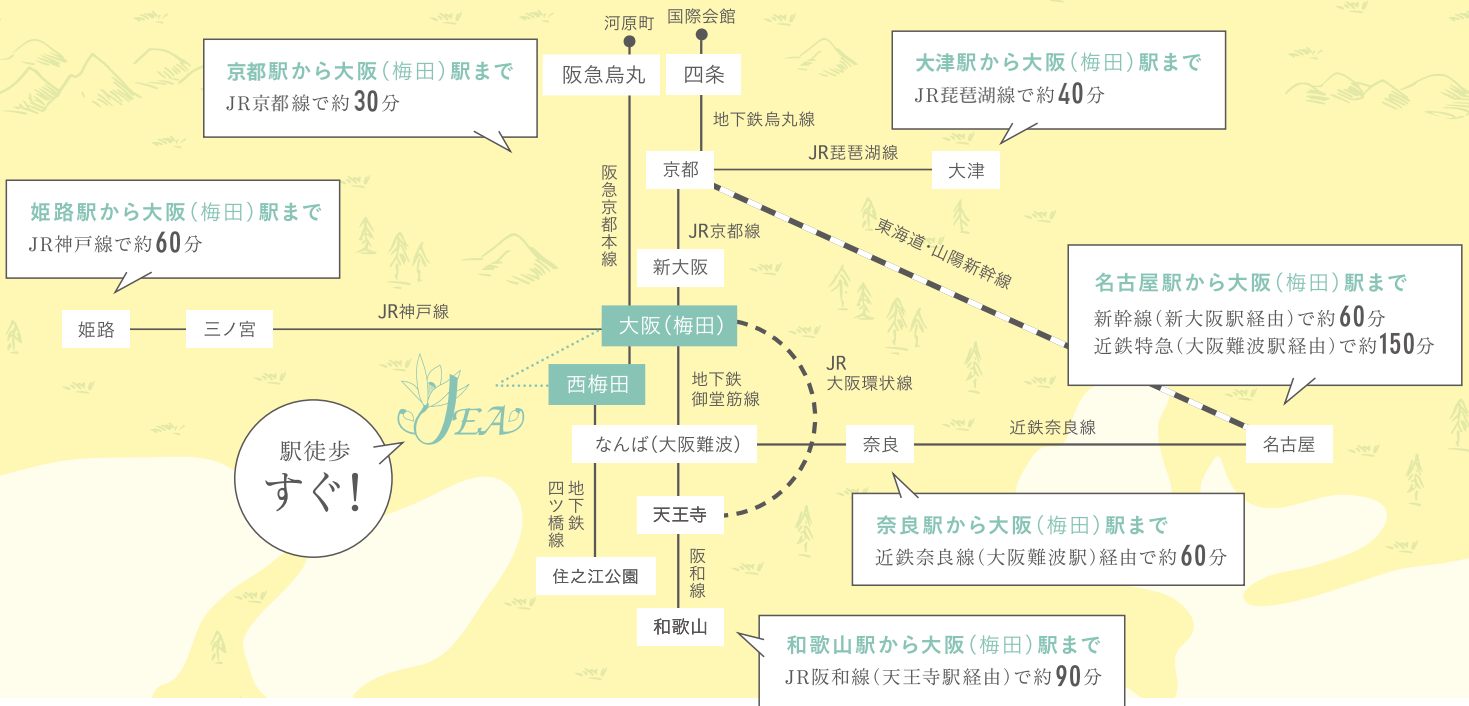 河原町
国際会館
阪急烏丸
四条
京都駅から大阪(梅田)駅まで
JR京都線で約30分
大津駅から大阪(梅田)駅まで
JR琵琶湖線で約40分
地下鉄烏丸線
京都
JR琵琶湖線
大津
阪急京都本線
姫路駅から大阪(梅田)駅まで
JR神戸線で約60分
JR京都線
東海道・山陽新幹線
新大阪
名古屋駅から大阪(梅田)駅まで
新幹線(新大阪駅経由)で約60分
近鉄特急(大阪難波駅経由)で約150分
姫路
三ノ宮
JR神戸線
大阪(梅田)
西梅田
地下鉄
御堂筋線
JR
大阪環状線
JEA
駅徒歩
すぐ!
なんば(大阪難波)
奈良
近鉄奈良線
名古屋
地下鉄
四ツ橋線
天王寺
奈良駅から大阪(梅田)駅まで
近鉄奈良線(大阪難波駅)経由で約60分
住之江公園
阪和線
和歌山
和歌山駅から大阪(梅田)駅まで
JR阪和線(天王寺駅経由)で約90分